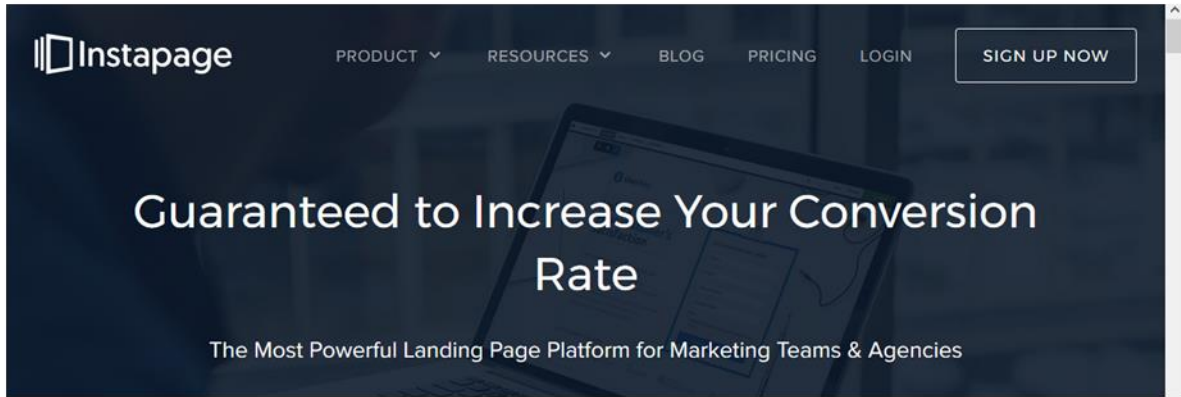 Instapage
PRODUCT
RESOURCES
BLOG
PRICING
LOGIN
SIGN UP NOW
Guaranteed to Increase Your Conversion
Rate
The Most Powerful Landing Page Platform for Marketing Teams & Agencies